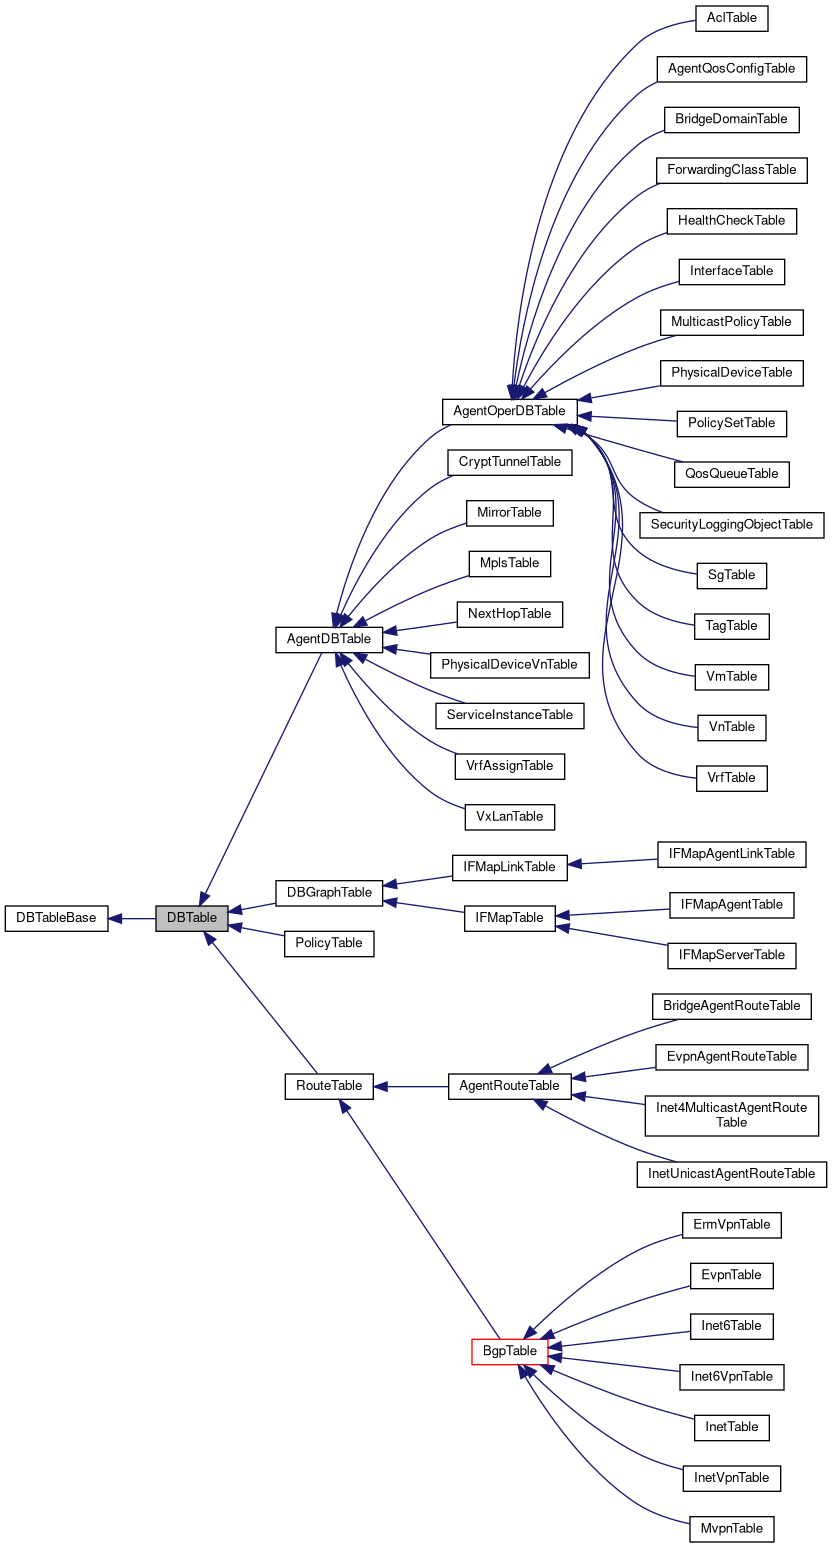 AclTable
AgentQosConfigTable
BridgeDomainTable
ForwardingClassTable
HealthCheckTable
InterfaceTable
MulticastPolicyTable
PhysicalDeviceTable
AgentOperDBTable
PolicySetTable
CryptTunnelTable
QosQueueTable
MirrorTable
SecurityLoggingObjectTable
MplsTable
SgTable
NextHopTable
TagTable
AgentDBTable
PhysicalDeviceVnTable
VmTable
ServiceInstanceTable
VnTable
VrfAssignTable
VrfTable
VxLanTable
IFMapLinkTable
IFMapAgentLinkTable
DBGraphTable
IFMapAgentTable
DBTableBase
DBTable
IFMapTable
PolicyTable
IFMapServerTable
BridgeAgentRouteTable
EvpnAgentRouteTable
RouteTable
AgentRouteTable
Inet4MulticastAgentRoute
Table
InetUnicastAgentRouteTable
ErmVpnTable
EvpnTable
Inet6Table
BgpTable
Inet6VpnTable
InetTable
InetVpnTable
MvpnTable